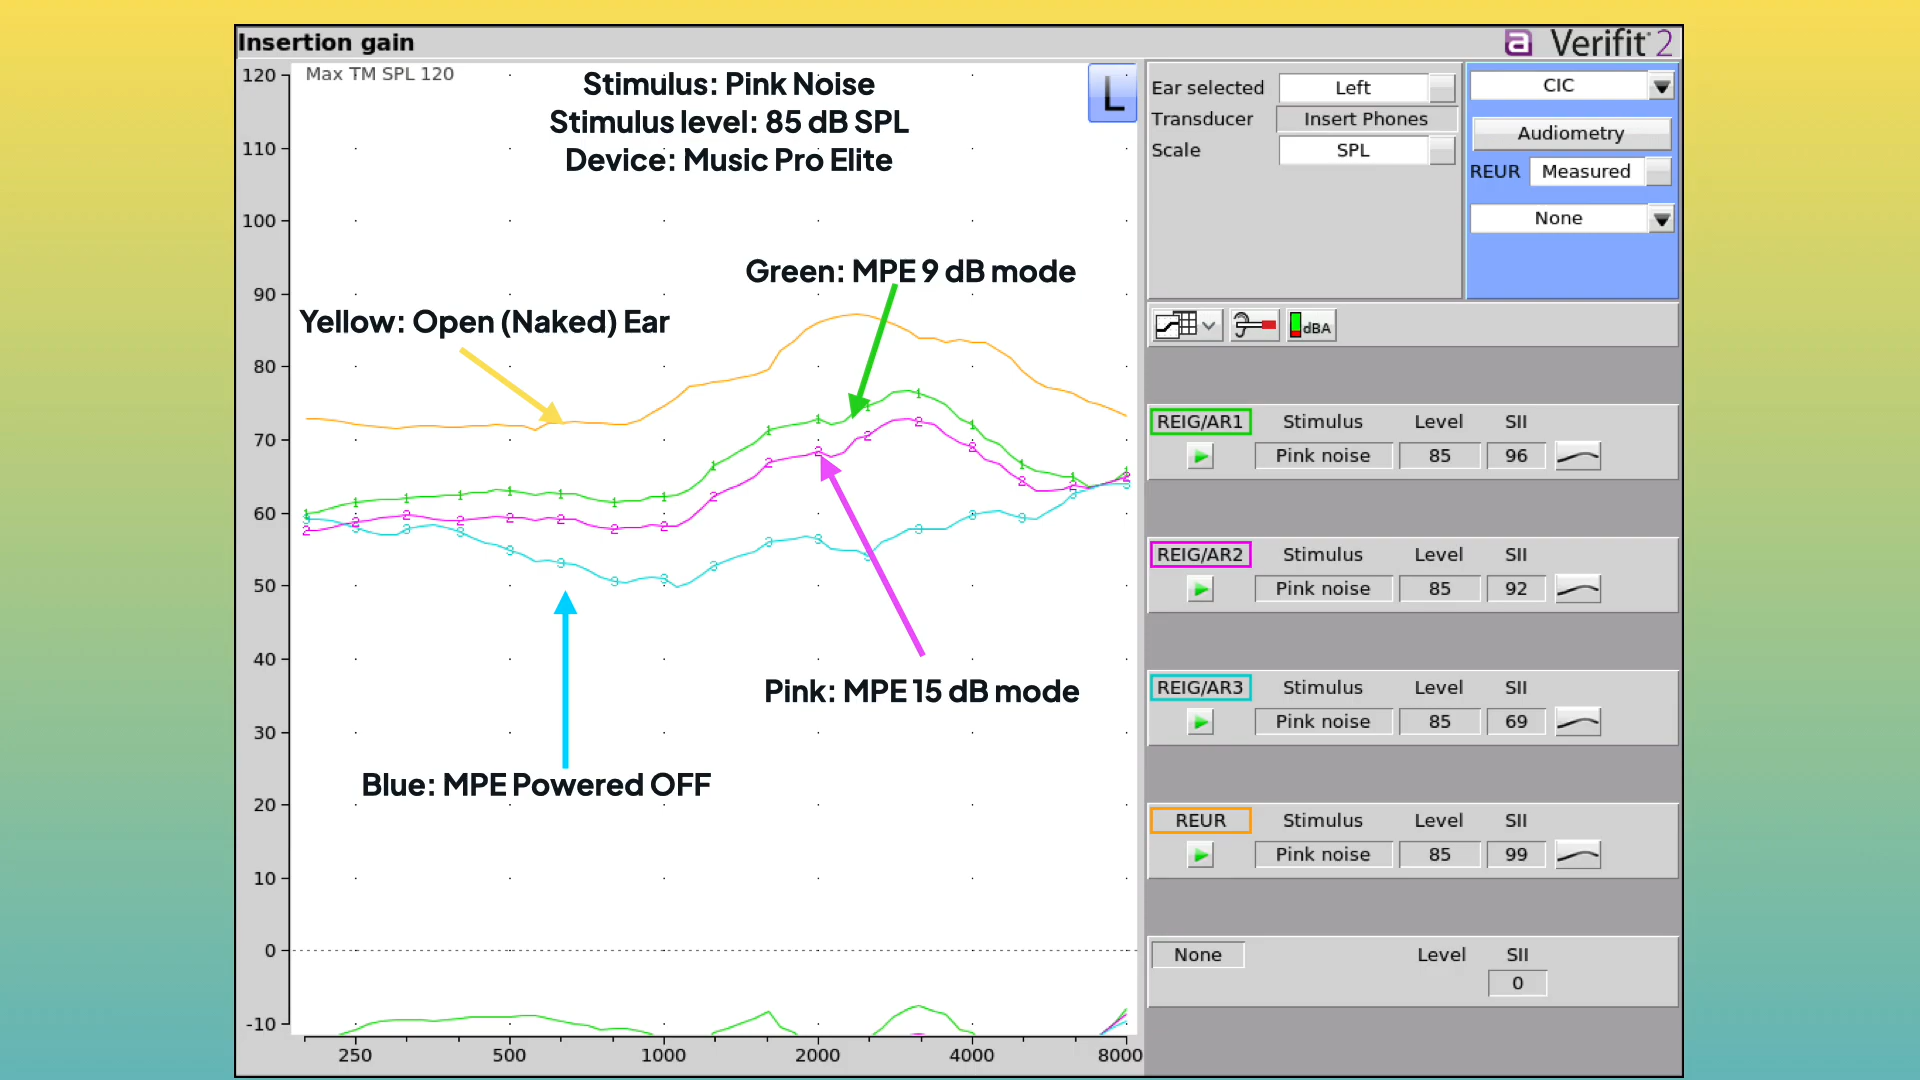 Insertion gain
a Verifit 2
Max TM SPL 120
Stimulus: Pink Noise
Stimulus level: 85 dB SPL
Device: Music Pro Elite
L
Green: MPE 9 dB mode
Yellow: Open (Naked) Ear
Pink: MPE 15 dB mode
Blue: MPE Powered OFF
120
110
100
90
80
70
60
50
40
30
20
10
0
-10
250 500 1000 2000 4000 8000
Ear selected Left
Transducer Insert Phones
Scale SPL
CIC
Audiometry
REUR Measured
None
dBA
REIG/AR1 Stimulus Level SII
Pink noise 85 96
REIG/AR2 Stimulus Level SII
Pink noise 85 92
REIG/AR3 Stimulus Level SII
Pink noise 85 69
REUR Stimulus Level SII
Pink noise 85 99
None Level SII
0